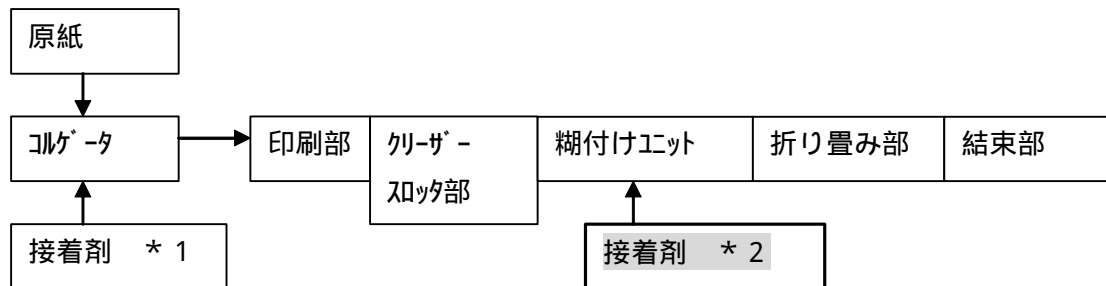 原紙
ｺﾙｹﾞｰﾀ
印刷部
ｸﾘｰｻﾞｰ
ｽﾛｯﾀ部
糊付けﾕﾆｯﾄ
折り畳み部
結束部
接着剤　＊1
接着剤　＊2